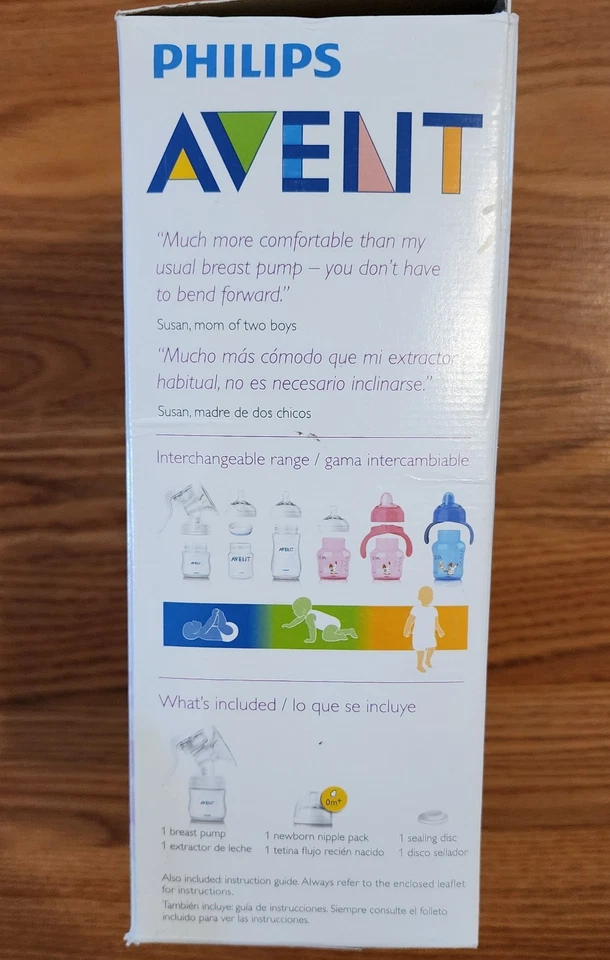 PHILIPS
AVENT
“Much more comfortable than my
usual breast pump – you don’t have
to bend forward.”
Susan, mom of two boys
“Mucho más cómodo que mi extractor
habitual, no es necesario inclinarse.”
Susan, madre de dos chicos
Interchangeable range / gama intercambiable
AVENT
AVENT
AVENT
What’s included / lo que se incluye
AVENT
0m+
1 breast pump
1 extractor de leche
1 newborn nipple pack
1 tetina flujo recién nacido
1 sealing disc
1 disco sellador
Also included: instruction guide. Always refer to the enclosed leaflet
for instructions.
También incluye: guía de instrucciones. Siempre consulte el folleto
incluido para ver las instrucciones.